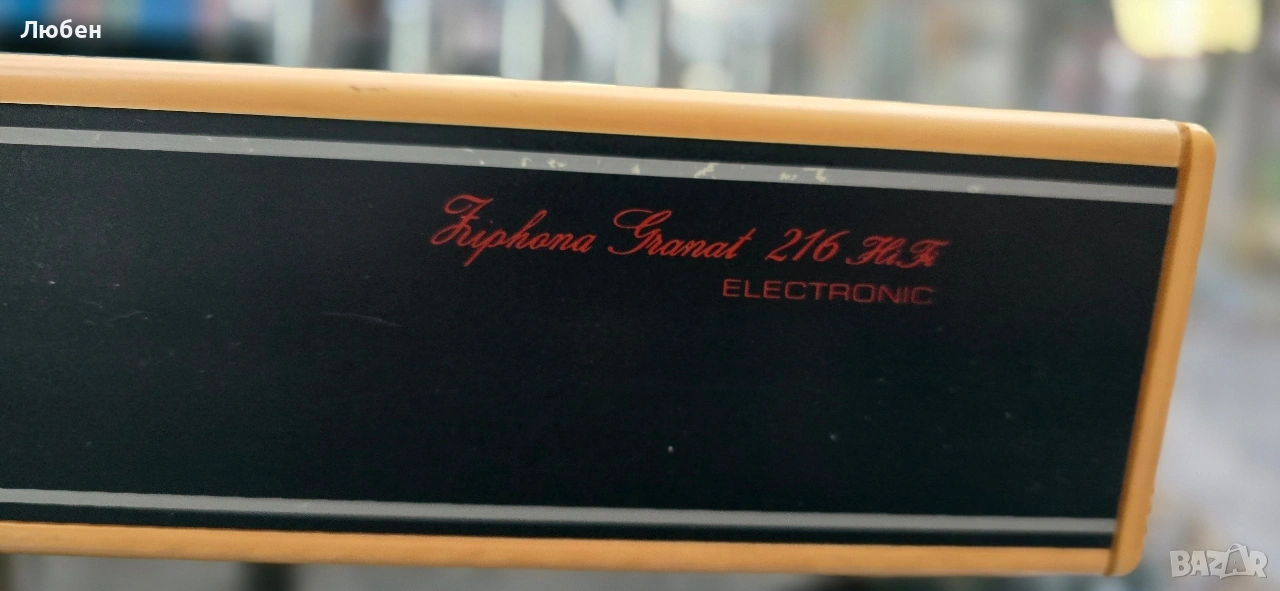 Любен
Ziphona Granat 216 HiFi
ELECTRONIC
BAZAR